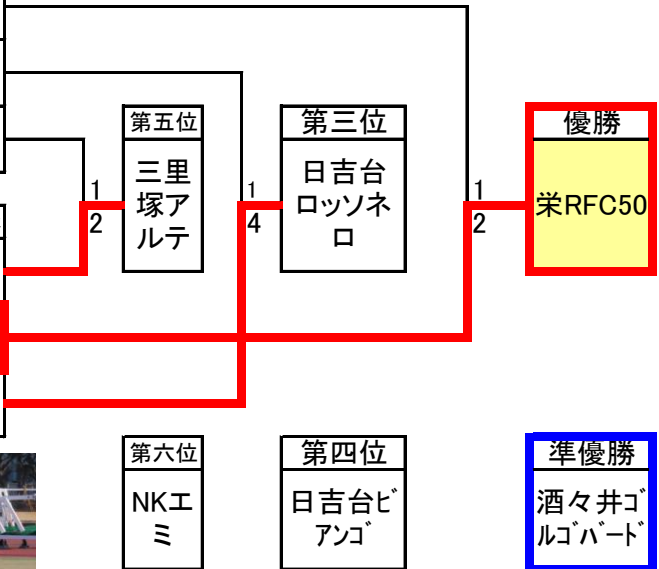 第五位
三里
塚ア
ルテ
第三位
日吉台
ロッソネ
ロ
優勝
栄RFC50
1
2
1
4
1
2
第六位
NKエ
ミ
第四位
日吉台ﾋﾞ
ｱﾝｺﾞ
準優勝
酒々井ｺﾞ
ﾙｺﾞﾊﾞｰﾄﾞ